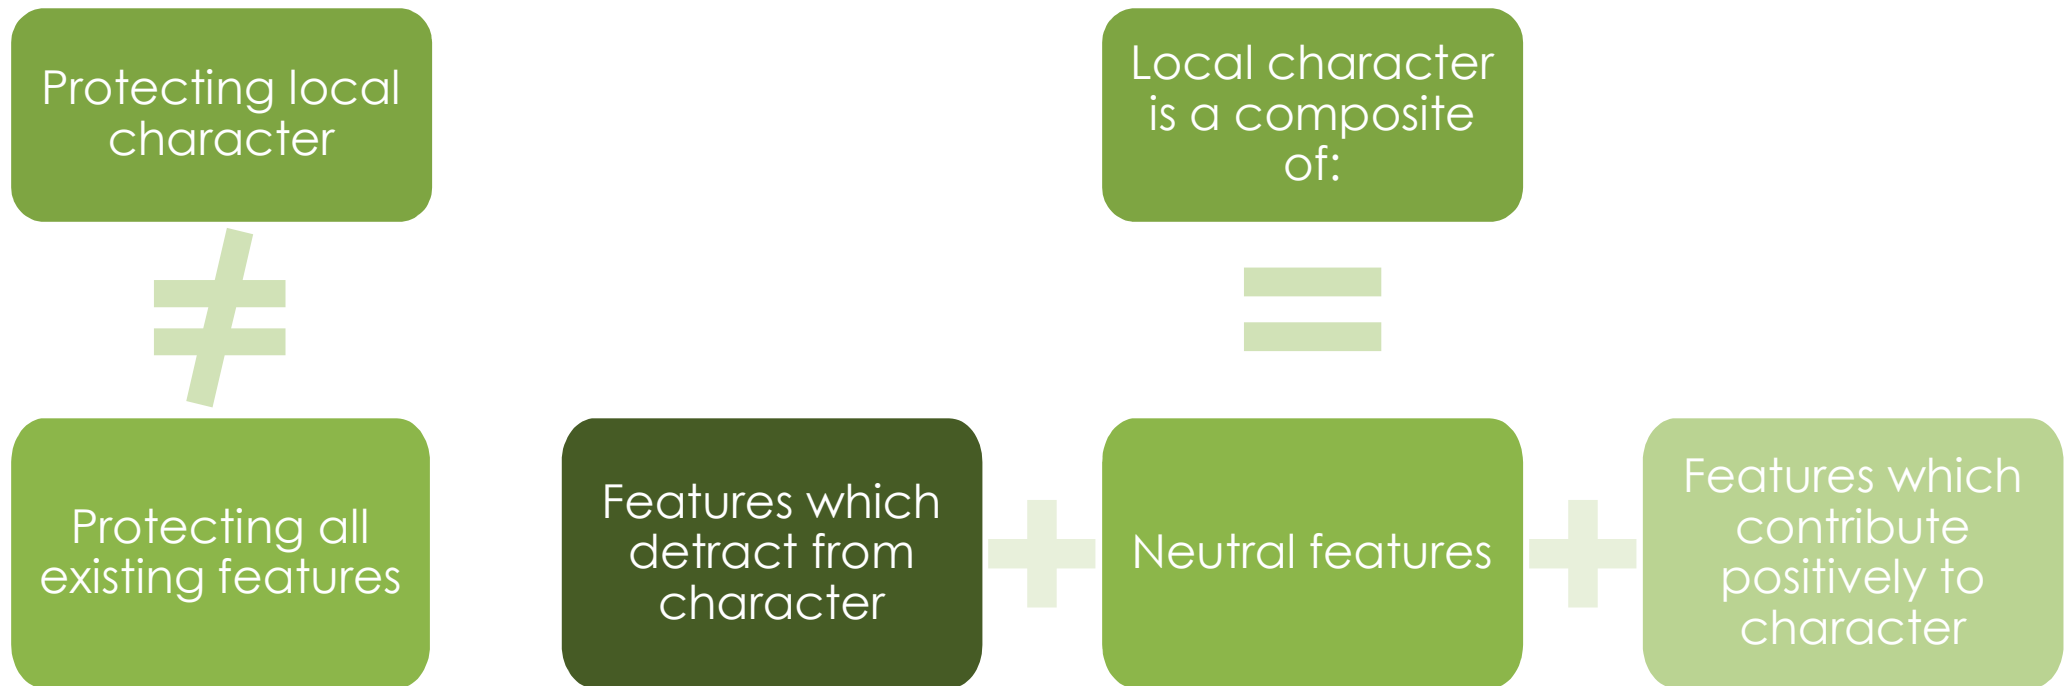 Protecting local
character
Protecting all
existing features
Local character
is a composite
of:
Features which
detract from
character
Neutral features
Features which
contribute
positively to
character